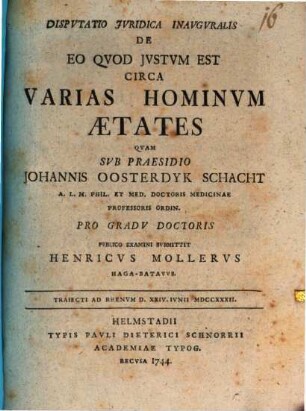 16
DISPVTATIO JVRIDICA INAVGVRALIS
DE
EO QVOD JVSTVM EST
CIRCA
VARIAS HOMINVM
ÆTATES
QVAM
SVB PRAESIDIO
JOHANNIS OOSTERDYK SCHACHT
A. L. M. PHIL. ET MED. DOCTORIS MEDICINAE
PROFESSORIS ORDIN.
PRO GRADV DOCTORIS
PVBLICO EXAMINI SVBMITTIT
HENRICVS MOLLERVS
HAGA-BATAVVS.
TRAIECTI AD RHENVM D. XXIV. IVNII MDCCXXXII.
HELMSTADII
TYPIS PAVLI DIETERICI SCHNORRII
ACADEMIAE TYPOG.
RECVSA 1744.